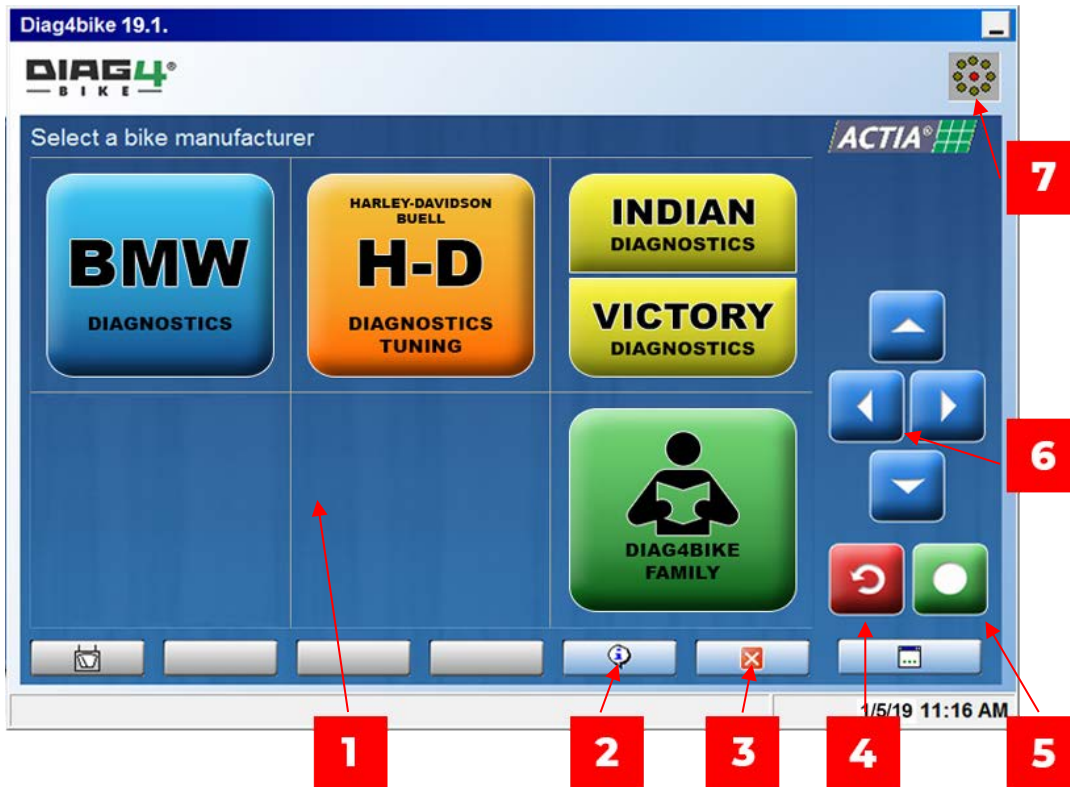 Diag4bike 19.1.
DIAG4®
BIKE
Select a bike manufacturer
ACTIA®
7
BMW
DIAGNOSTICS
HARLEY-DAVIDSON
BUELL
H-D
DIAGNOSTICS
TUNING
INDIAN
DIAGNOSTICS
VICTORY
DIAGNOSTICS
6
DIAG4BIKE
FAMILY
1/5/19 11:16 AM
1
2
3
4
5